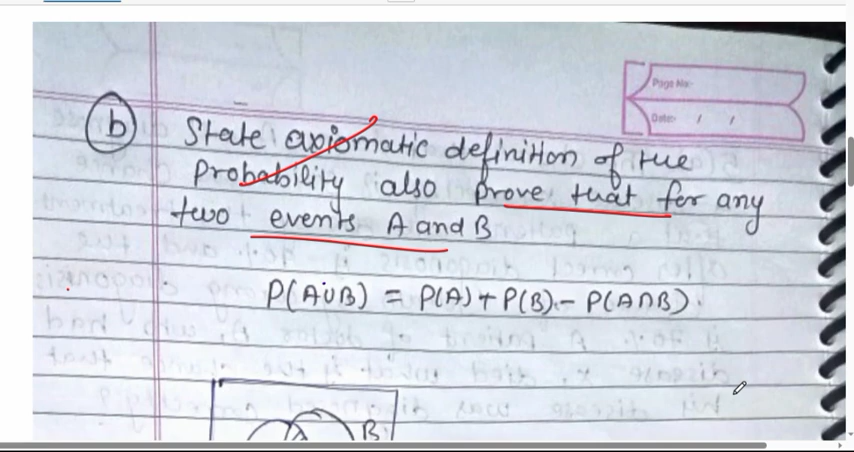 Page No:
Date: / /
b State axiomatic definition of the
Probability also prove that for any
two events A and B
P(A∪B) = P(A) + P(B) - P(A∩B).
B